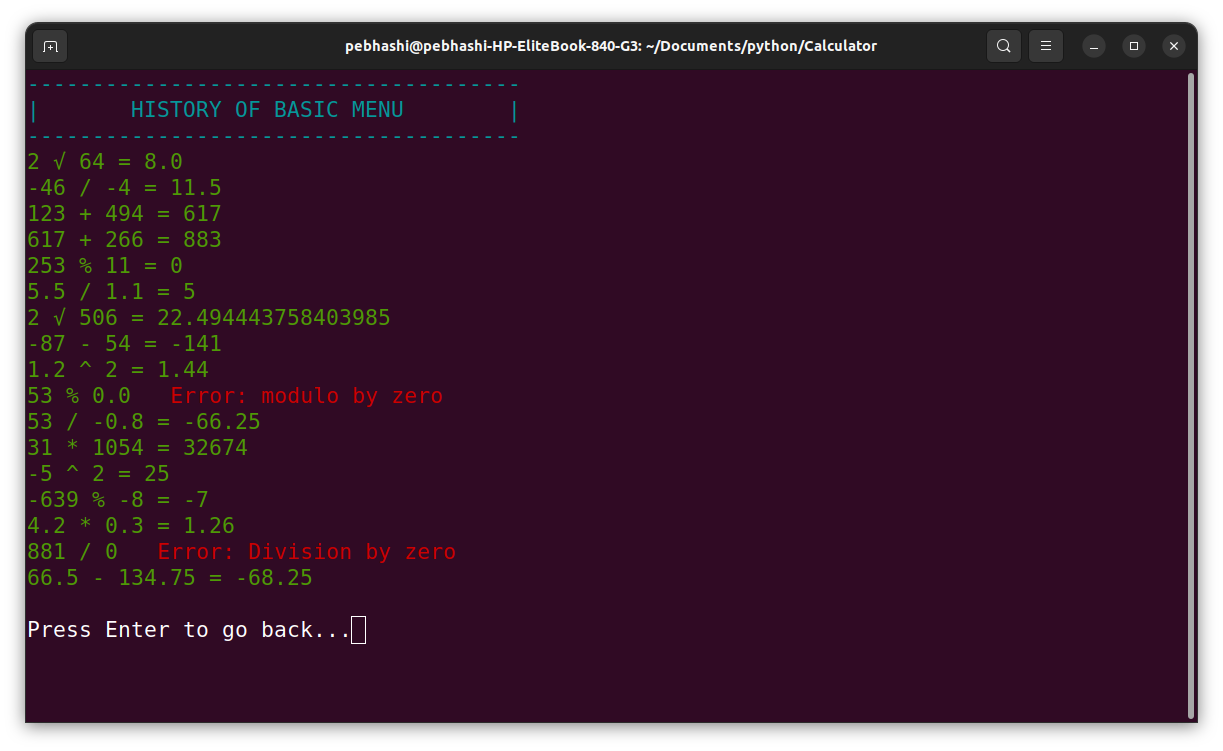 pebhashi@pebhashi-HP-EliteBook-840-G3: ~/Documents/python/Calculator
--------------------------------------
|       HISTORY OF BASIC MENU        |
--------------------------------------
2 √ 64 = 8.0
-46 / -4 = 11.5
123 + 494 = 617
617 + 266 = 883
253 % 11 = 0
5.5 / 1.1 = 5
2 √ 506 = 22.494443758403985
-87 - 54 = -141
1.2 ^ 2 = 1.44
53 % 0.0   Error: modulo by zero
53 / -0.8 = -66.25
31 * 1054 = 32674
-5 ^ 2 = 25
-639 % -8 = -7
4.2 * 0.3 = 1.26
881 / 0   Error: Division by zero
66.5 - 134.75 = -68.25
Press Enter to go back...